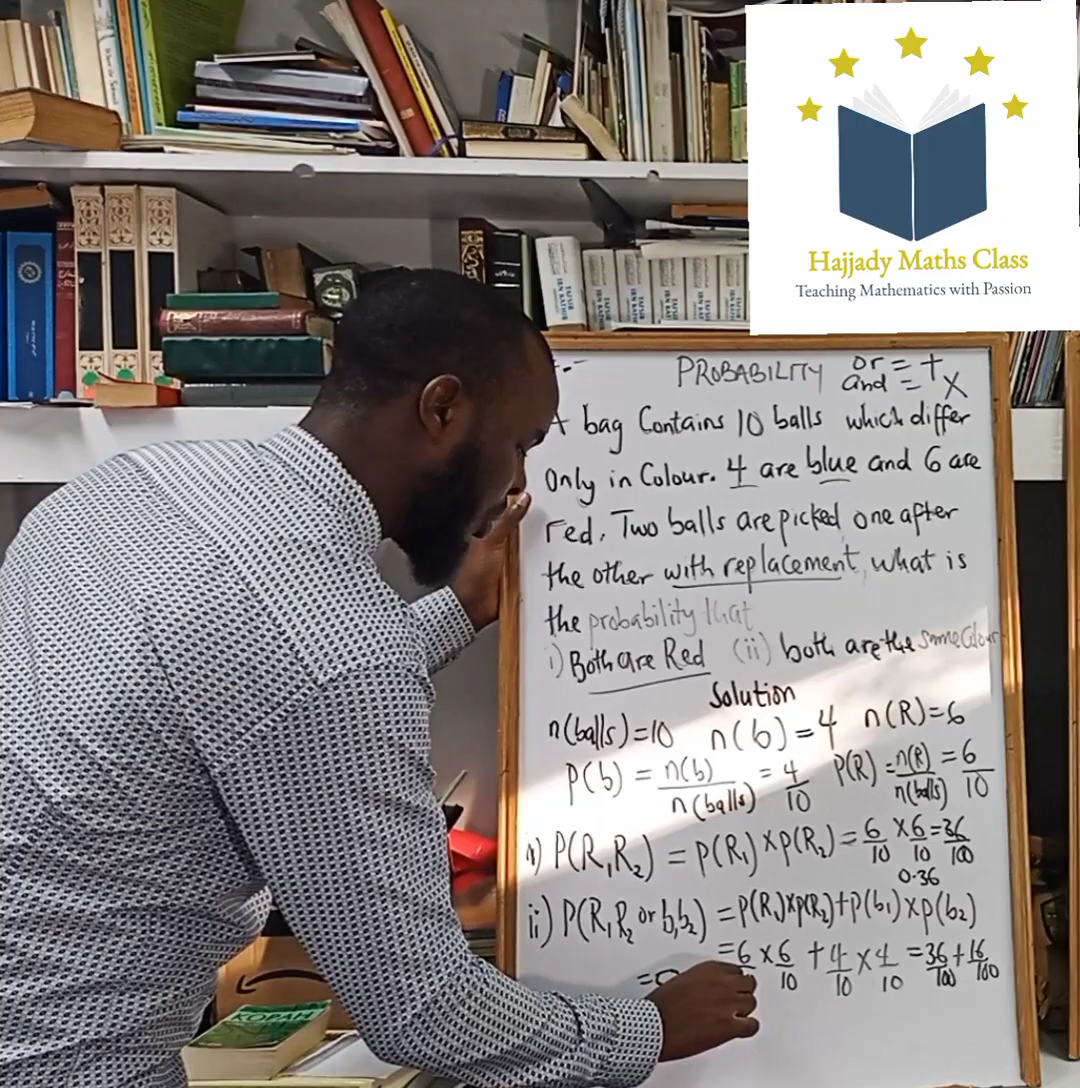 Hajjady Maths Class
Teaching Mathematics with Passion
TAFSIR IBN KATHIR
PROBABILITY or = +
and = ×
bag Contains 10 balls which differ
Only in Colour. 4 are blue and 6 are
red. Two balls are picked one after
the other with replacement, what is
the probability that
i) Both are Red (ii) both are the same Colour
Solution
n(balls)=10 n(b)=4 n(R)=6
P(b) = n(b)/n(balls) = 4/10 P(R) = n(R)/n(balls) = 6/10
i) P(R₁R₂) = P(R₁)×P(R₂) = 6/10 × 6/10 = 36/100
0.36
ii) P(R₁R₂ or b₁b₂) = P(R₁)×P(R₂)+P(b₁)×P(b₂)
= 6 × 6/10 + 4/10 × 4/10 = 36/100 + 16/100
=